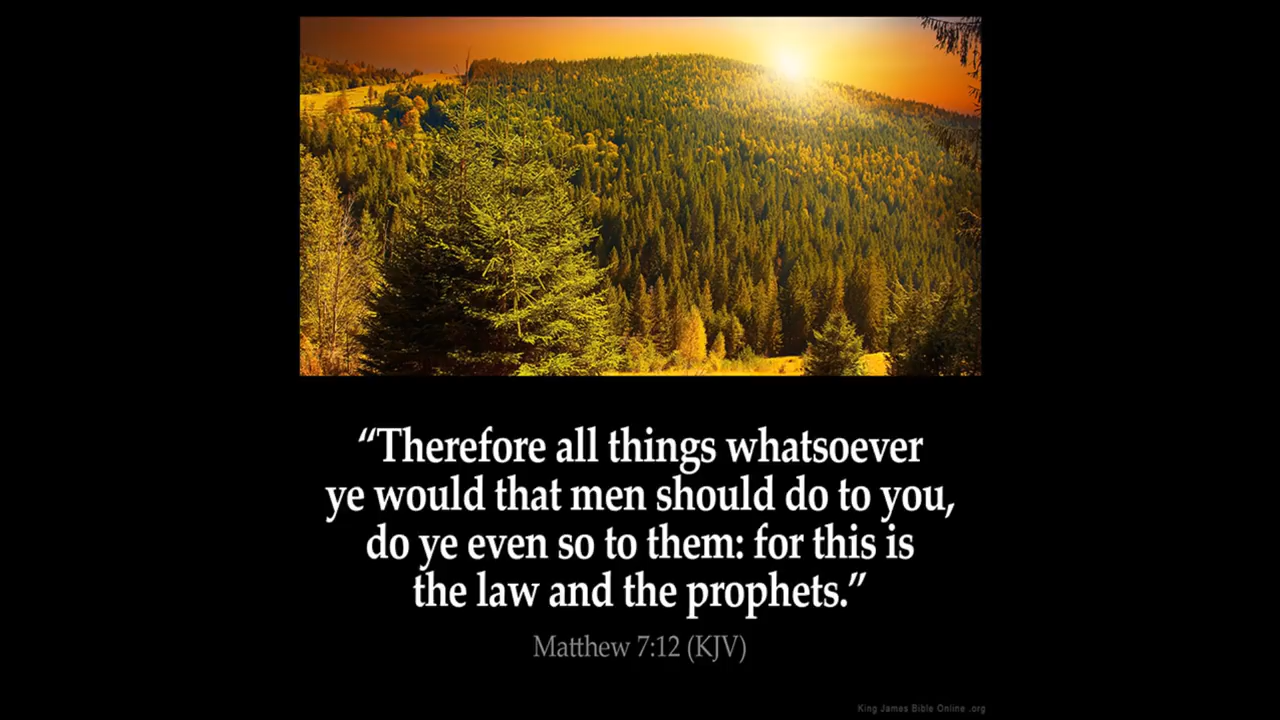 “Therefore all things whatsoever
ye would that men should do to you,
do ye even so to them: for this is
the law and the prophets.”
Matthew 7:12 (KJV)
King James Bible Online .org